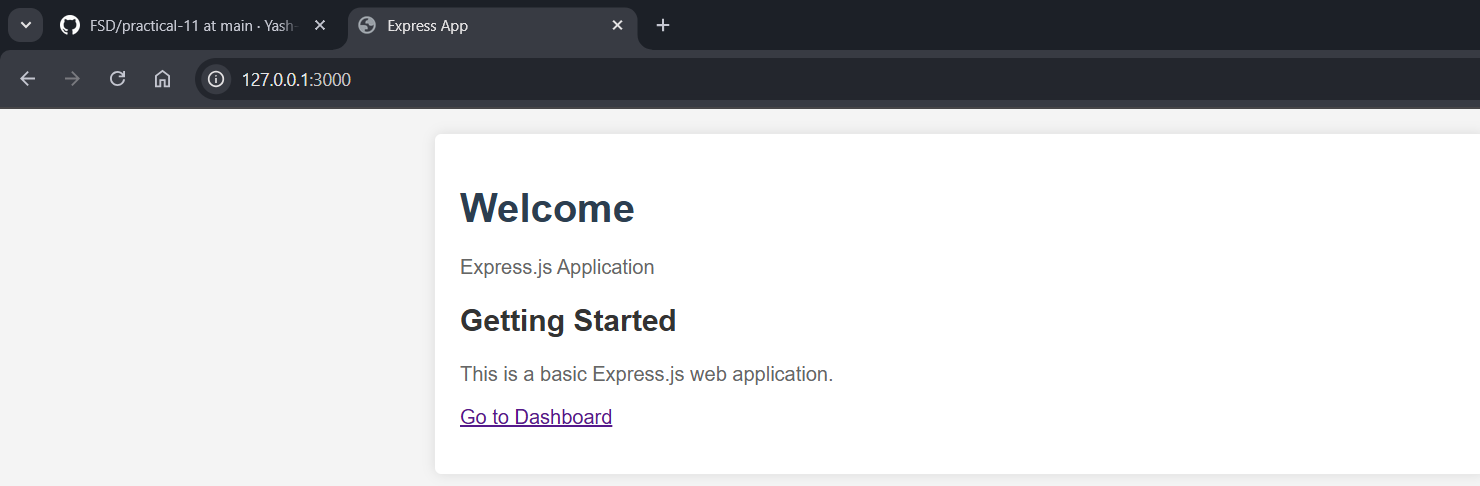 FSD/practical-11 at main · Yash-
Express App
127.0.0.1:3000
Welcome
Express.js Application
Getting Started
This is a basic Express.js web application.
Go to Dashboard